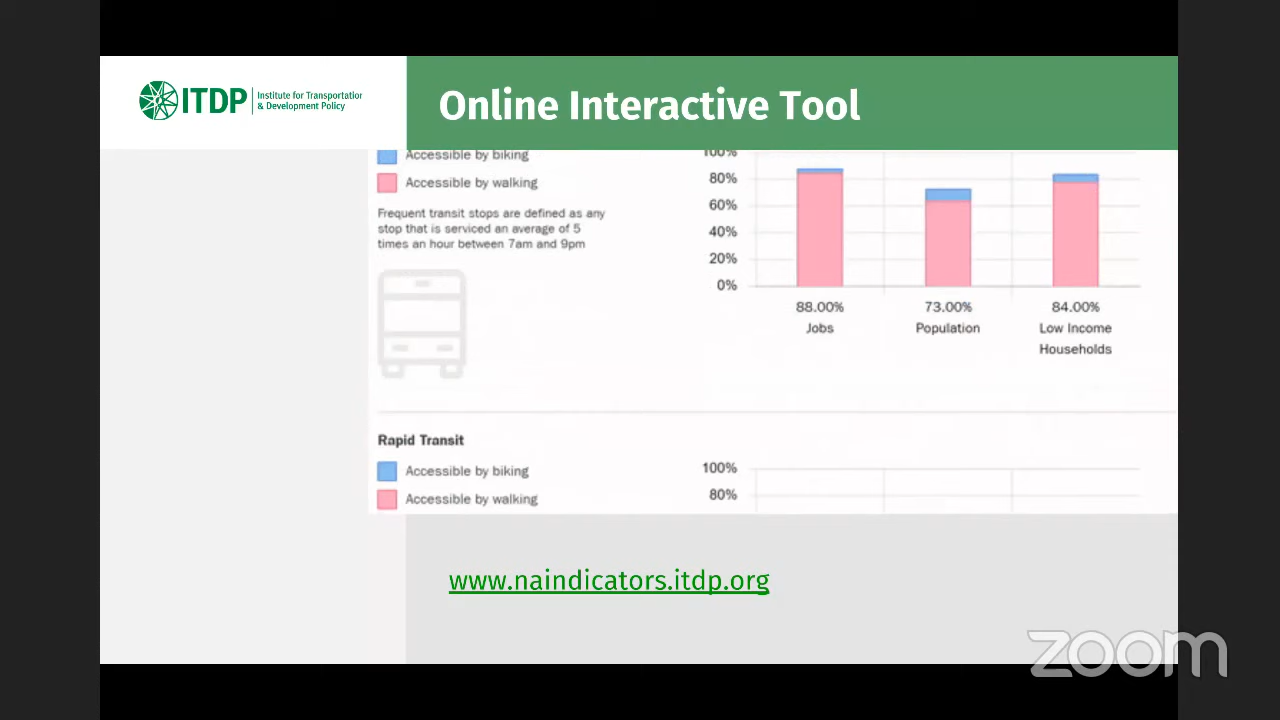 ITDP
Institute for Transportation
& Development Policy
Online Interactive Tool
Accessible by biking
Accessible by walking
Frequent transit stops are defined as any
stop that is serviced an average of 5
times an hour between 7am and 9pm
100%
80%
60%
40%
20%
0%
88.00%
Jobs
73.00%
Population
84.00%
Low Income
Households
Rapid Transit
Accessible by biking
Accessible by walking
100%
80%
www.naindicators.itdp.org
zoom